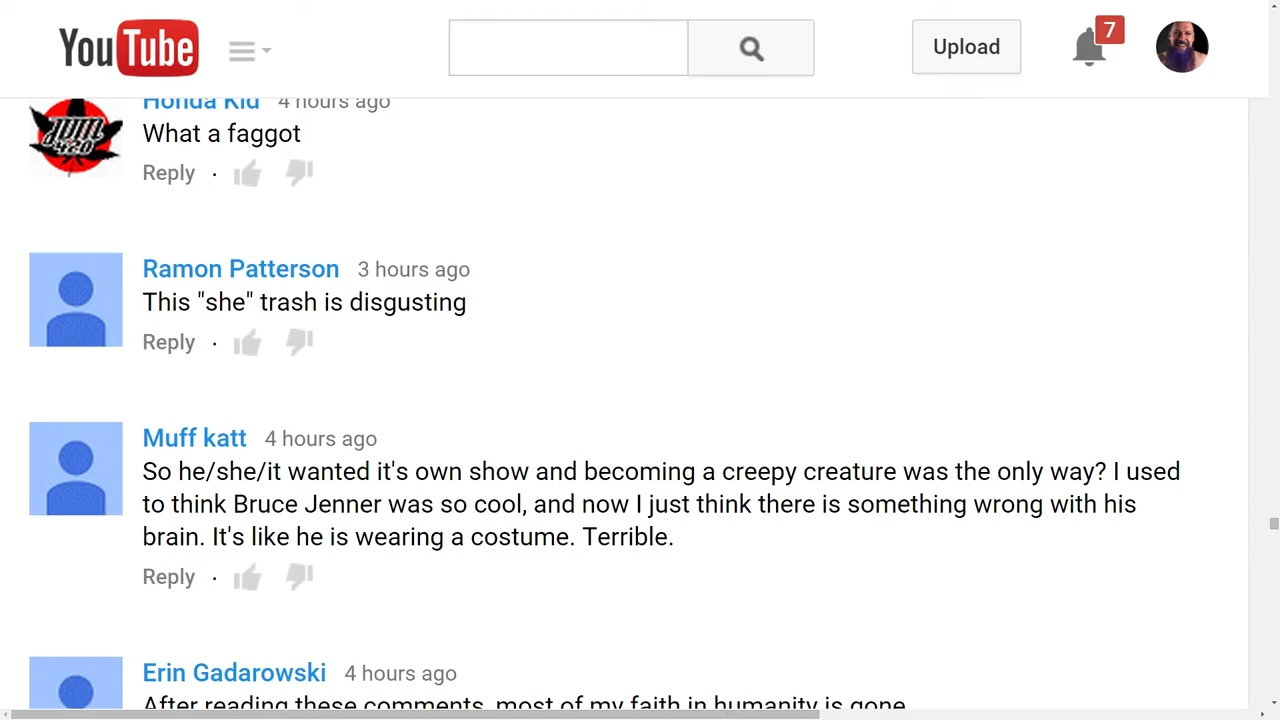 YouTube
Upload
7
Honda Kid 4 hours ago
What a faggot
Reply ·
Ramon Patterson 3 hours ago
This "she" trash is disgusting
Reply ·
Muff katt 4 hours ago
So he/she/it wanted it's own show and becoming a creepy creature was the only way? I used
to think Bruce Jenner was so cool, and now I just think there is something wrong with his
brain. It's like he is wearing a costume. Terrible.
Reply ·
Erin Gadarowski 4 hours ago
After reading these comments, most of my faith in humanity is gone